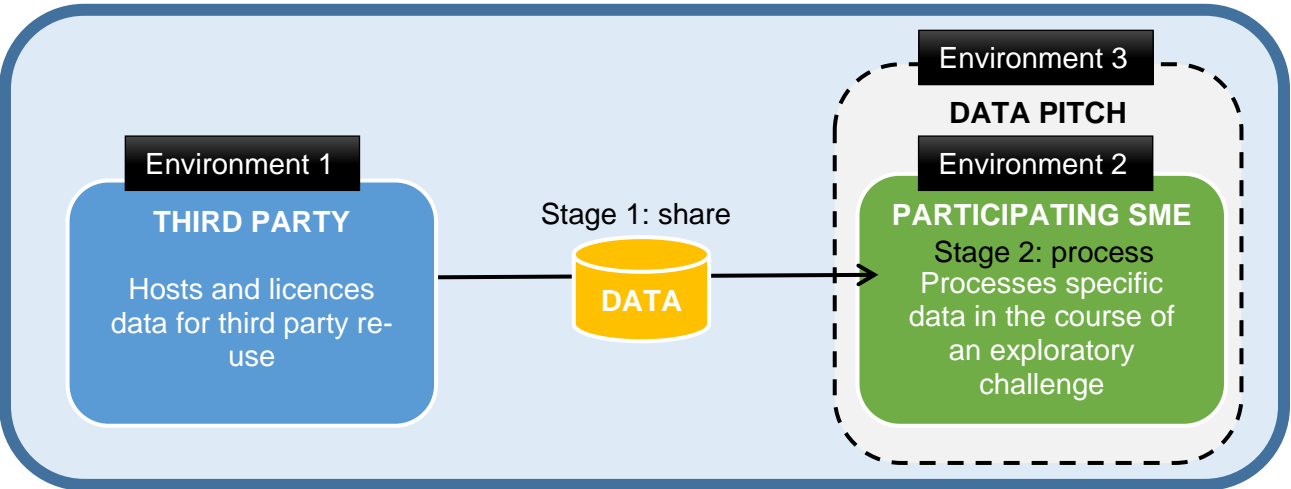 Environment 1
THIRD PARTY
Hosts and licences
data for third party re-
use
Stage 1: share
DATA
Environment 3
DATA PITCH
Environment 2
PARTICIPATING SME
Stage 2: process
Processes specific
data in the course of
an exploratory
challenge